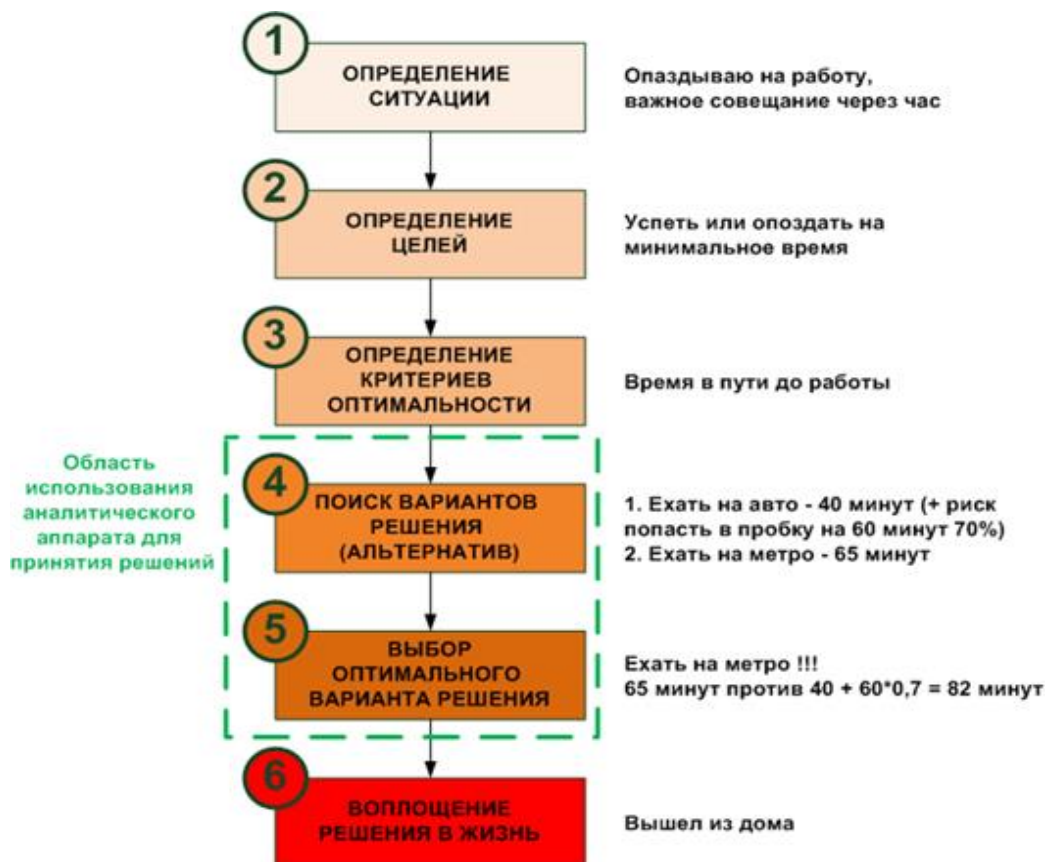 1
ОПРЕДЕЛЕНИЕ
СИТУАЦИИ
Опаздываю на работу,
важное совещание через час
2
ОПРЕДЕЛЕНИЕ
ЦЕЛЕЙ
Успеть или опоздать на
минимальное время
3
ОПРЕДЕЛЕНИЕ
КРИТЕРИЕВ
ОПТИМАЛЬНОСТИ
Время в пути до работы
Область
использования
аналитического
аппарата для
принятия решений
4
ПОИСК ВАРИАНТОВ
РЕШЕНИЯ
(АЛЬТЕРНАТИВ)
1. Ехать на авто - 40 минут (+ риск
попасть в пробку на 60 минут 70%)
2. Ехать на метро - 65 минут
5
ВЫБОР
ОПТИМАЛЬНОГО
ВАРИАНТА РЕШЕНИЯ
Ехать на метро !!!
65 минут против 40 + 60*0,7 = 82 минут
6
ВОПЛОЩЕНИЕ
РЕШЕНИЯ В ЖИЗНЬ
Вышел из дома